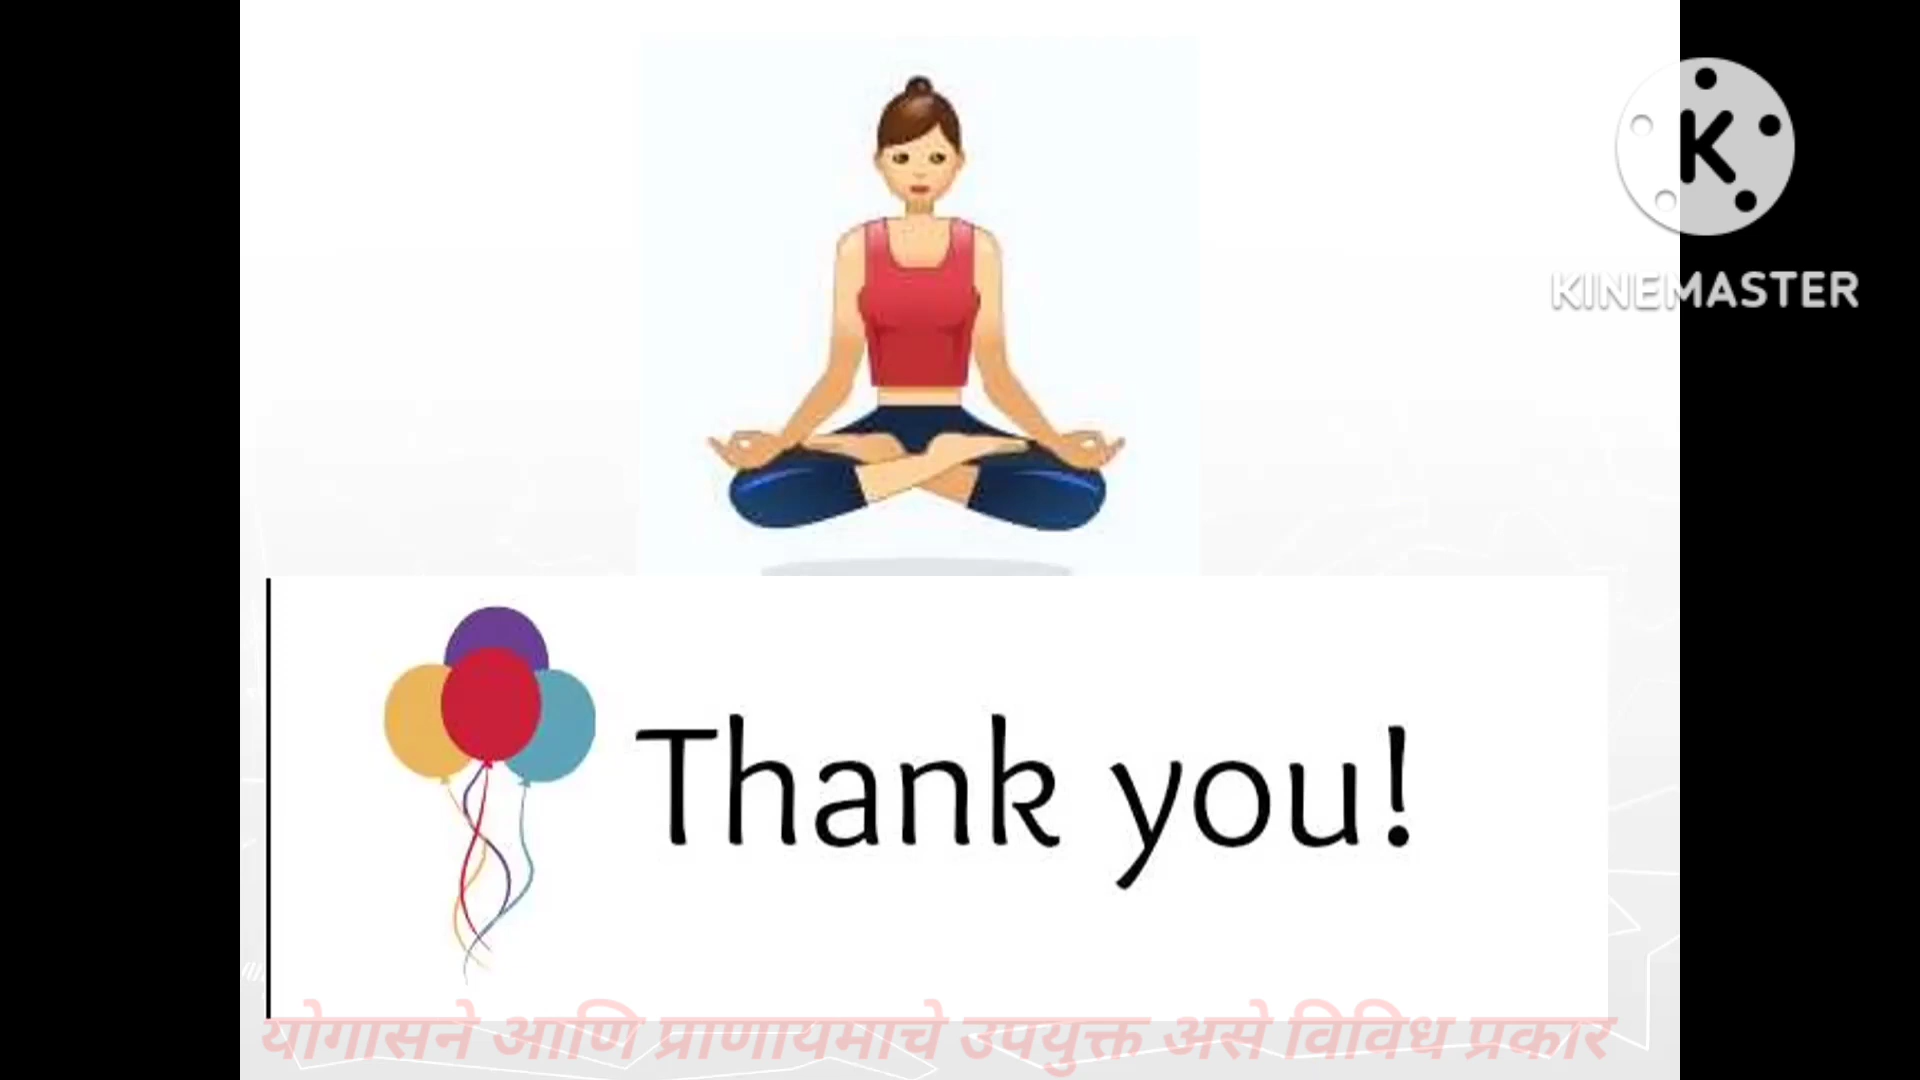 K
KINEMASTER
Thank you!
योगासने आणि प्राणायमाचे उपयुक्त असे विविध प्रकार